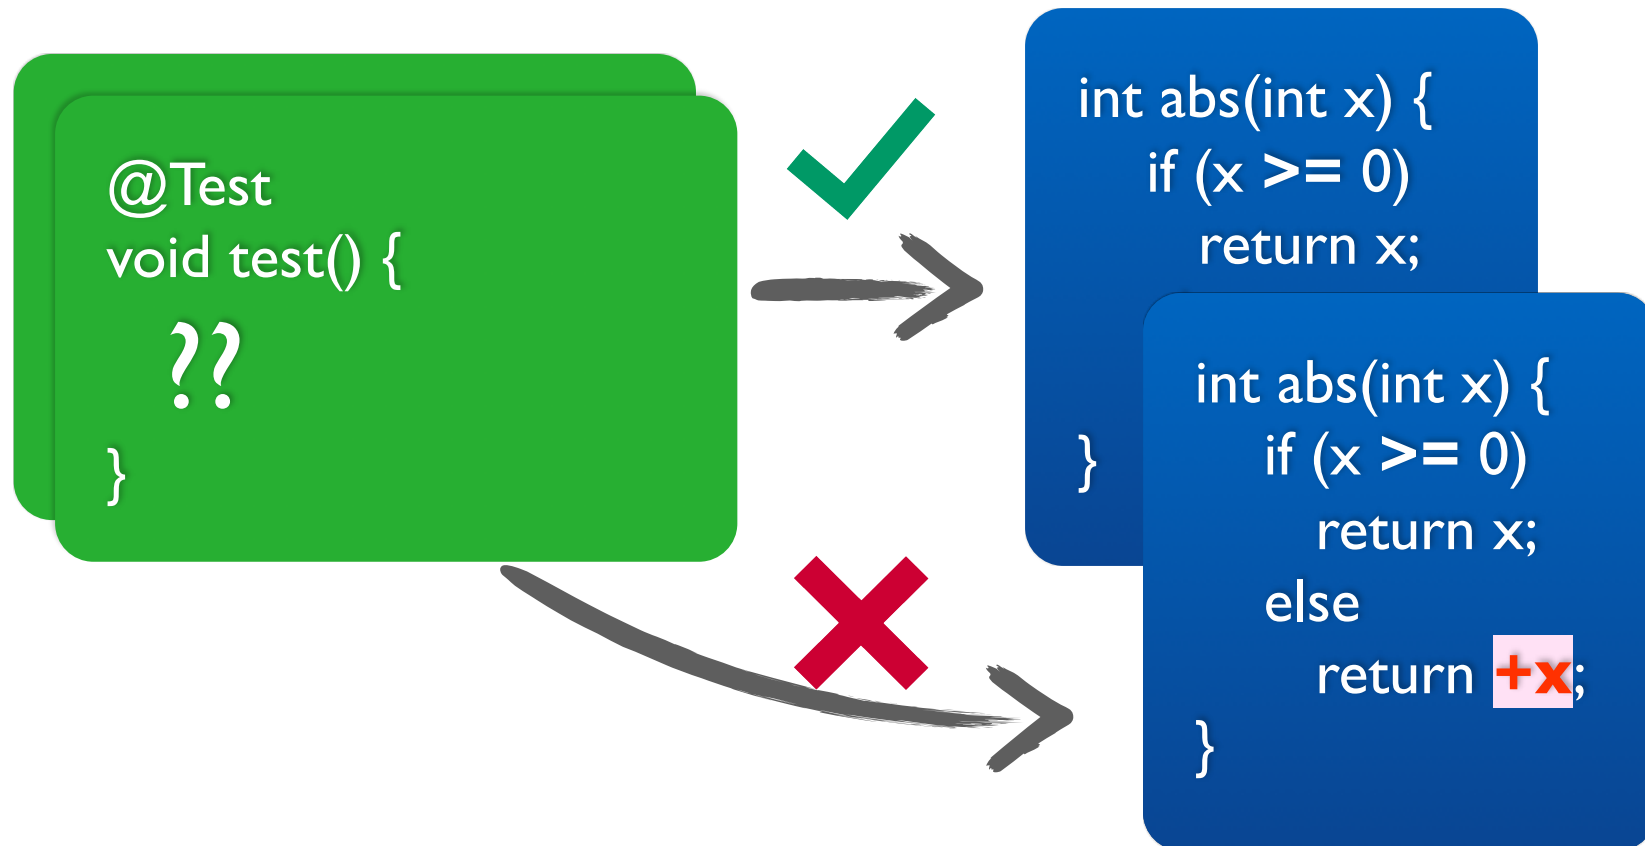 @Test
void test() {
??
}
int abs(int x) {
if (x >= 0)
return x;
}
int abs(int x) {
if (x >= 0)
return x;
else
return +x;
}